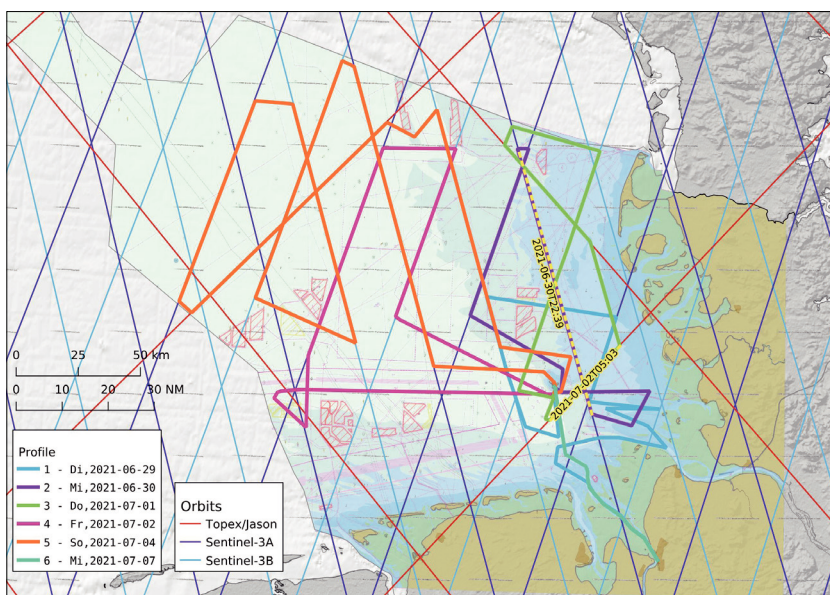 2021-06-30T22:39
2021-07-02T05:03
0 25 50 km
0 10 20 30 NM
Profile
1 - Di,2021-06-29
2 - Mi,2021-06-30
3 - Do,2021-07-01
4 - Fr,2021-07-02
5 - So,2021-07-04
6 - Mi,2021-07-07
Orbits
Topex/Jason
Sentinel-3A
Sentinel-3B